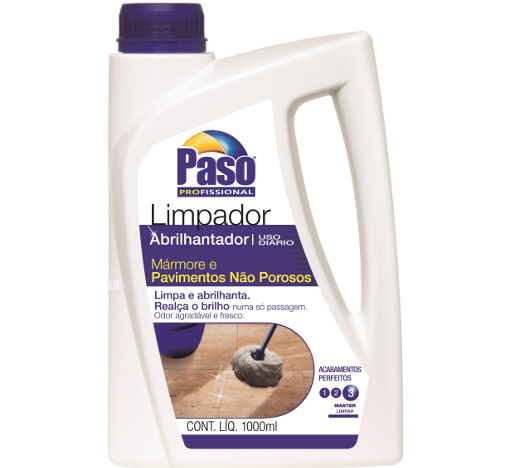 Paso
PROFISSIONAL
Limpador
Abrilhantador | USO DIÁRIO
Mármore e
Pavimentos Não Porosos
Limpa e abrilhanta.
Realça o brilho numa só passagem.
Odor agradável e fresco.
ACABAMENTOS
PERFEITOS
1 2 3
MANTER
LIMPAR
CONT. LÍQ. 1000ml